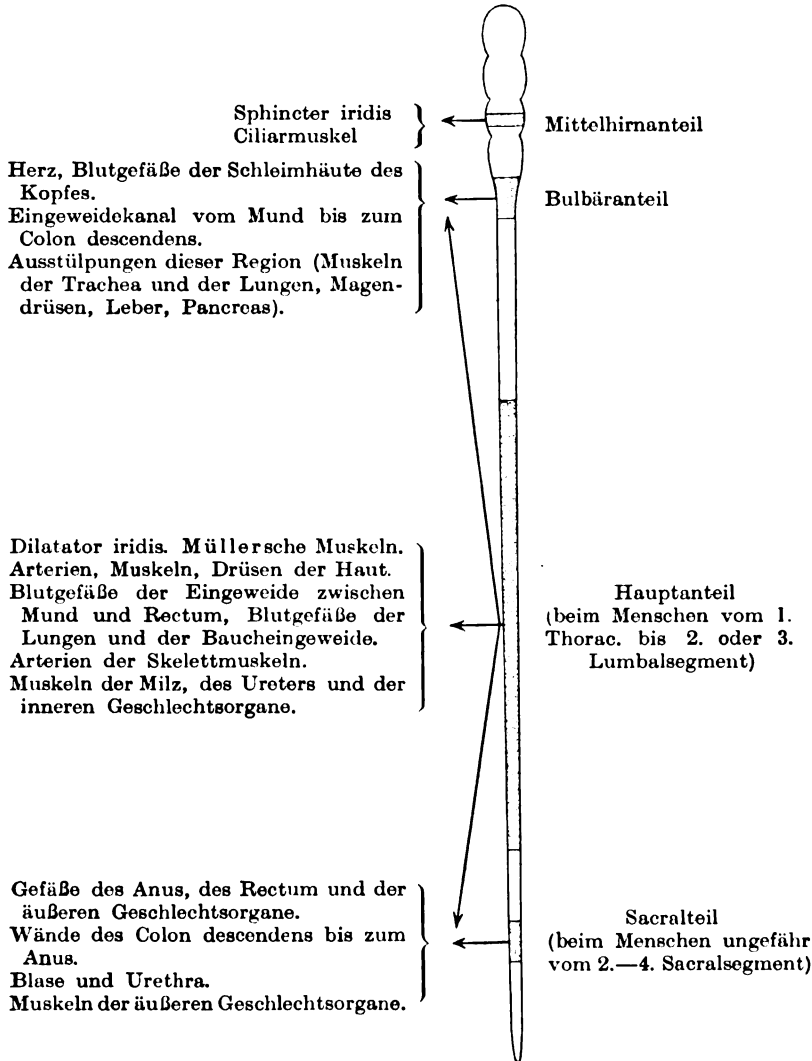 Sphincter iridis
Ciliarmuskel
Mittelhirnanteil
Herz, Blutgefäße der Schleimhäute des
Kopfes.
Eingeweidekanal vom Mund bis zum
Colon descendens.
Ausstülpungen dieser Region (Muskeln
der Trachea und der Lungen, Magen-
drüsen, Leber, Pancreas).
Bulbäranteil
Dilatator iridis. Müllersche Muskeln.
Arterien, Muskeln, Drüsen der Haut.
Blutgefäße der Eingeweide zwischen
Mund und Rectum, Blutgefäße der
Lungen und der Baucheingeweide.
Arterien der Skelettmuskeln.
Muskeln der Milz, des Ureters und der
inneren Geschlechtsorgane.
Hauptanteil
(beim Menschen vom 1.
Thorac. bis 2. oder 3.
Lumbalsegment)
Gefäße des Anus, des Rectum und der
äußeren Geschlechtsorgane.
Wände des Colon descendens bis zum
Anus.
Blase und Urethra.
Muskeln der äußeren Geschlechtsorgane.
Sacralteil
(beim Menschen ungefähr
vom 2.—4. Sacralsegment)